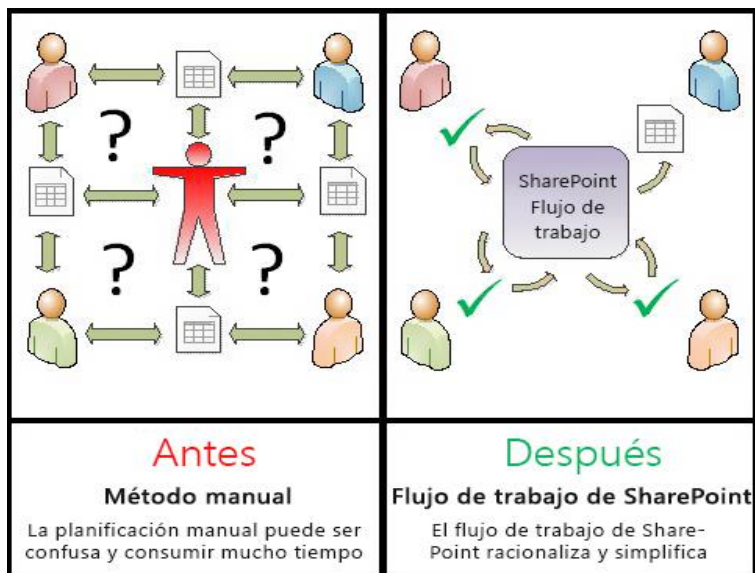 ?
?
?
?
SharePoint
Flujo de
trabajo
Antes
Método manual
La planificación manual puede ser
confusa y consumir mucho tiempo
Después
Flujo de trabajo de SharePoint
El flujo de trabajo de Share-
Point racionaliza y simplifica